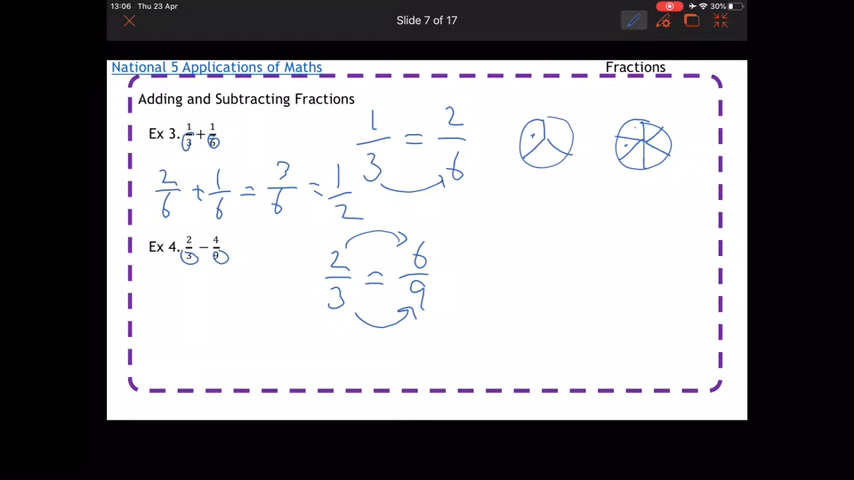 13:06 Thu 23 Apr 30%
Slide 7 of 17
National 5 Applications of Maths Fractions
Adding and Subtracting Fractions
Ex 3. 1/3 + 1/6
1/3 = 2/6
2/6 + 1/6 = 3/6 = 1/2
Ex 4. 2/3 − 4/9
2/3 = 6/9